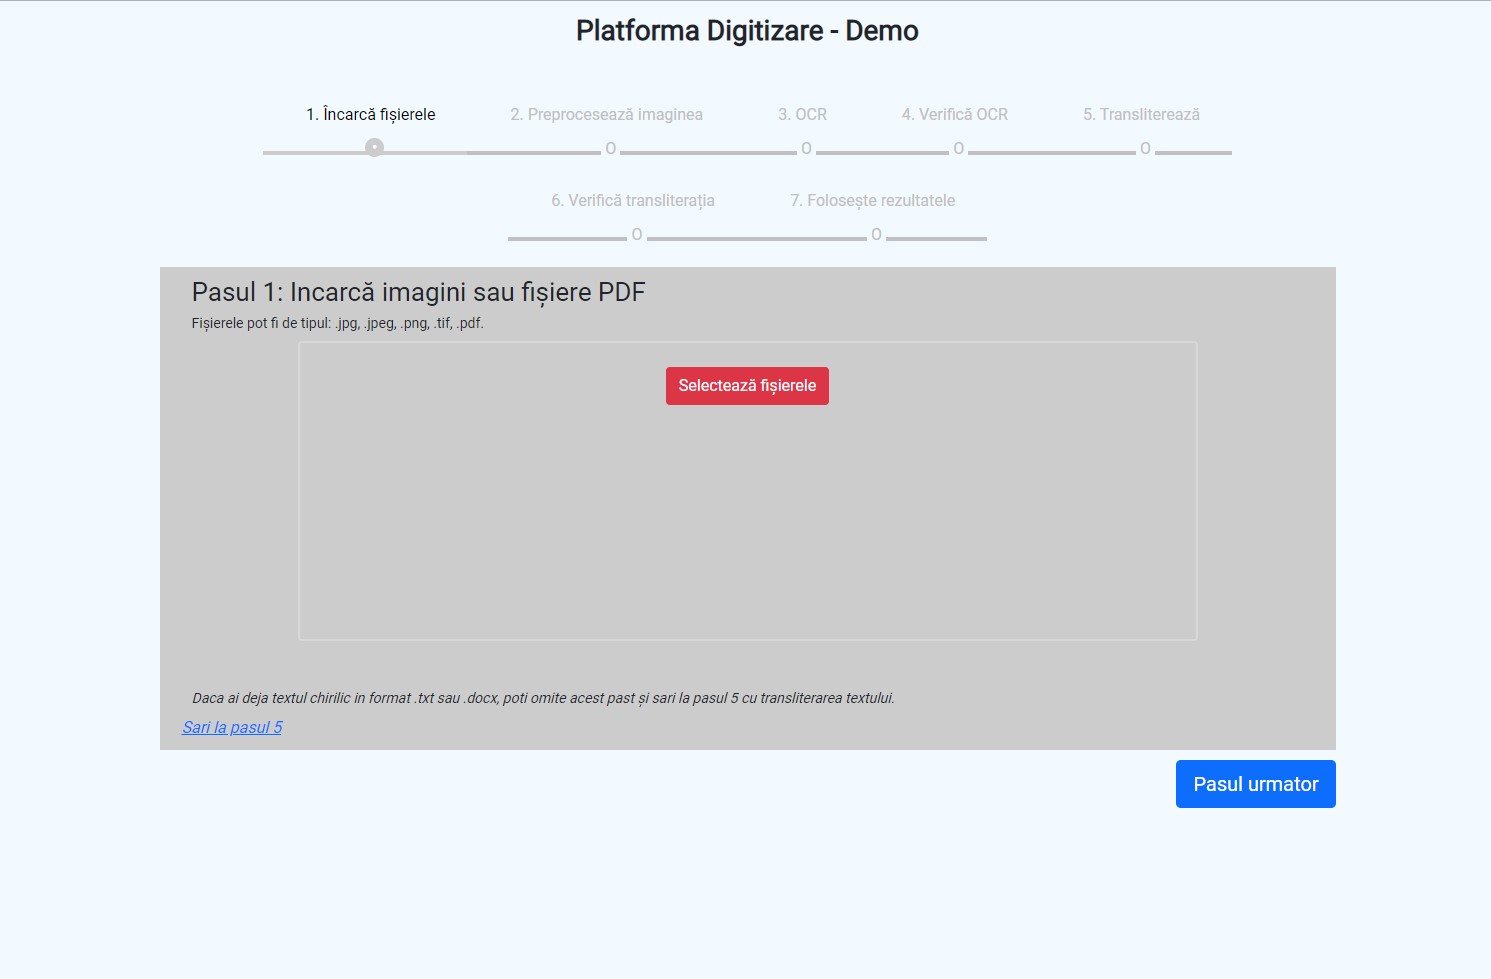 Platforma Digitizare - Demo
1. Încarcă fișierele
2. Preprocesează imaginea
3. OCR
4. Verifică OCR
5. Transliterează
6. Verifică transliterația
7. Folosește rezultatele
Pasul 1: Incarcă imagini sau fișiere PDF
Fișierele pot fi de tipul: .jpg, .jpeg, .png, .tif, .pdf.
Selectează fișierele
Daca ai deja textul chirilic in format .txt sau .docx, poti omite acest past și sari la pasul 5 cu transliterarea textului.
Sari la pasul 5
Pasul urmator